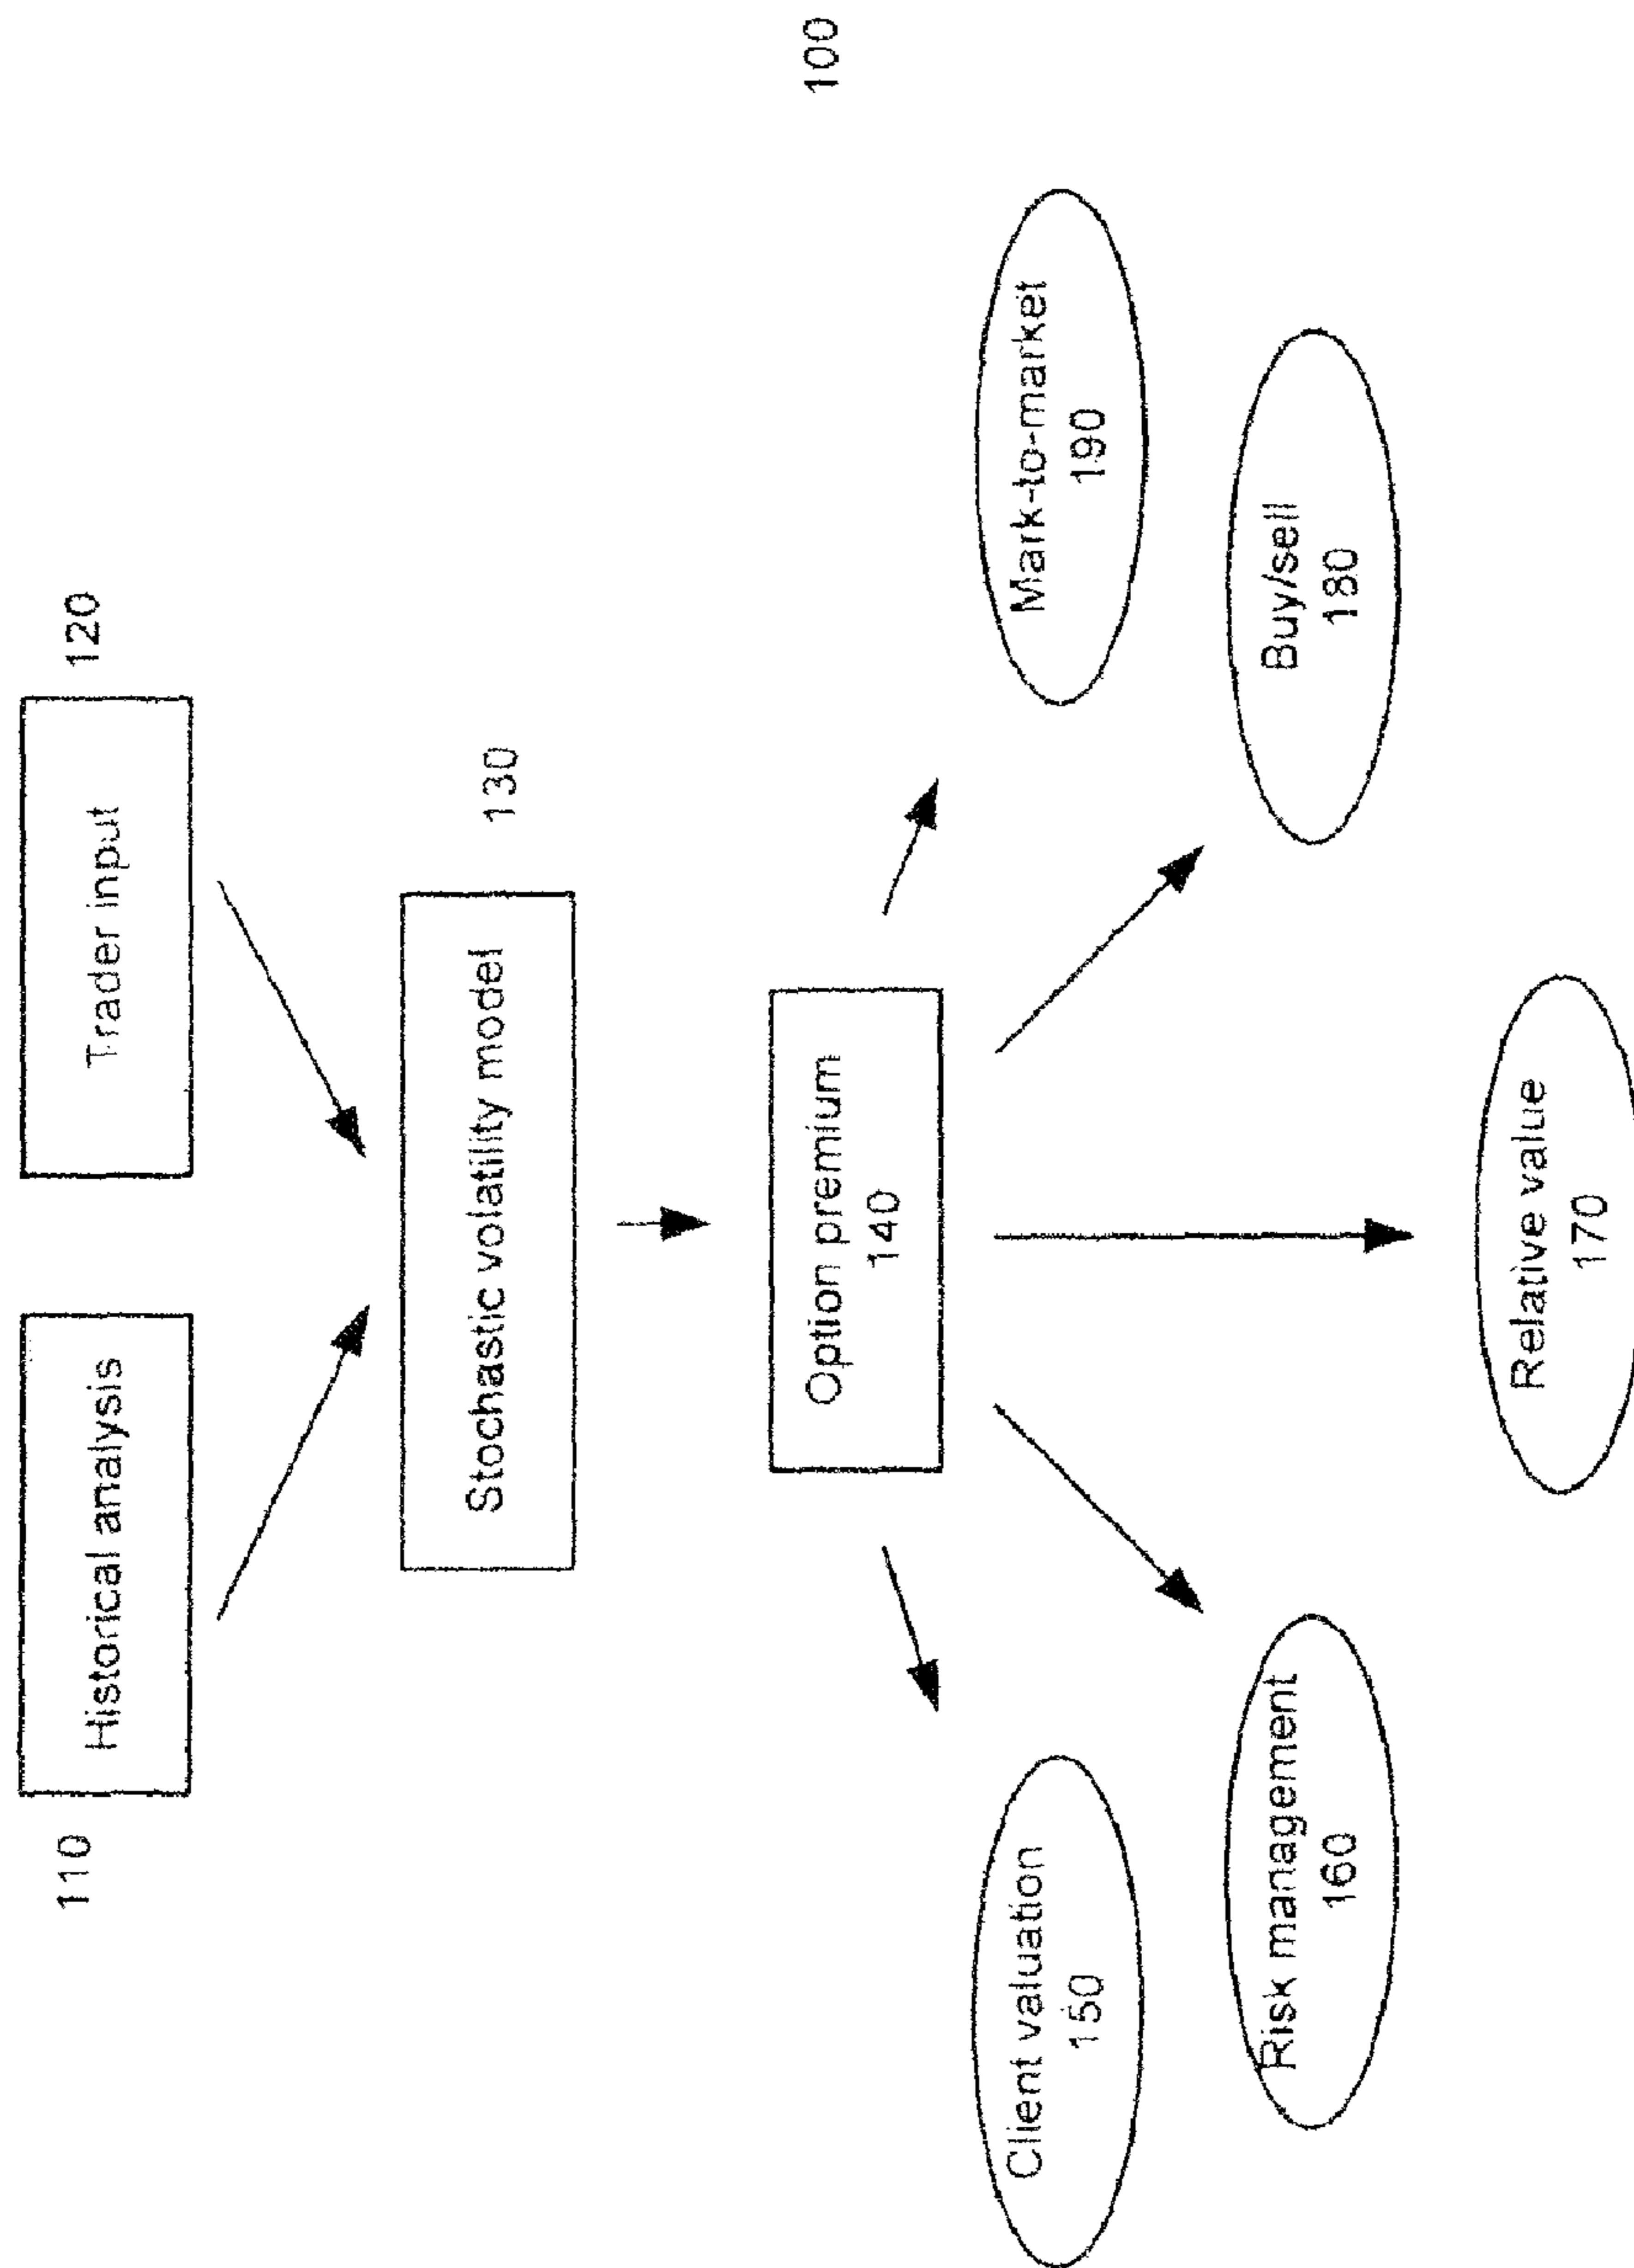 110
Historical analysis
Trader input
120
Stochastic volatility model
130
Option premium
140
100
Client valuation
150
Mark-to-market
190
Risk management
160
Buy/sell
180
Relative value
170